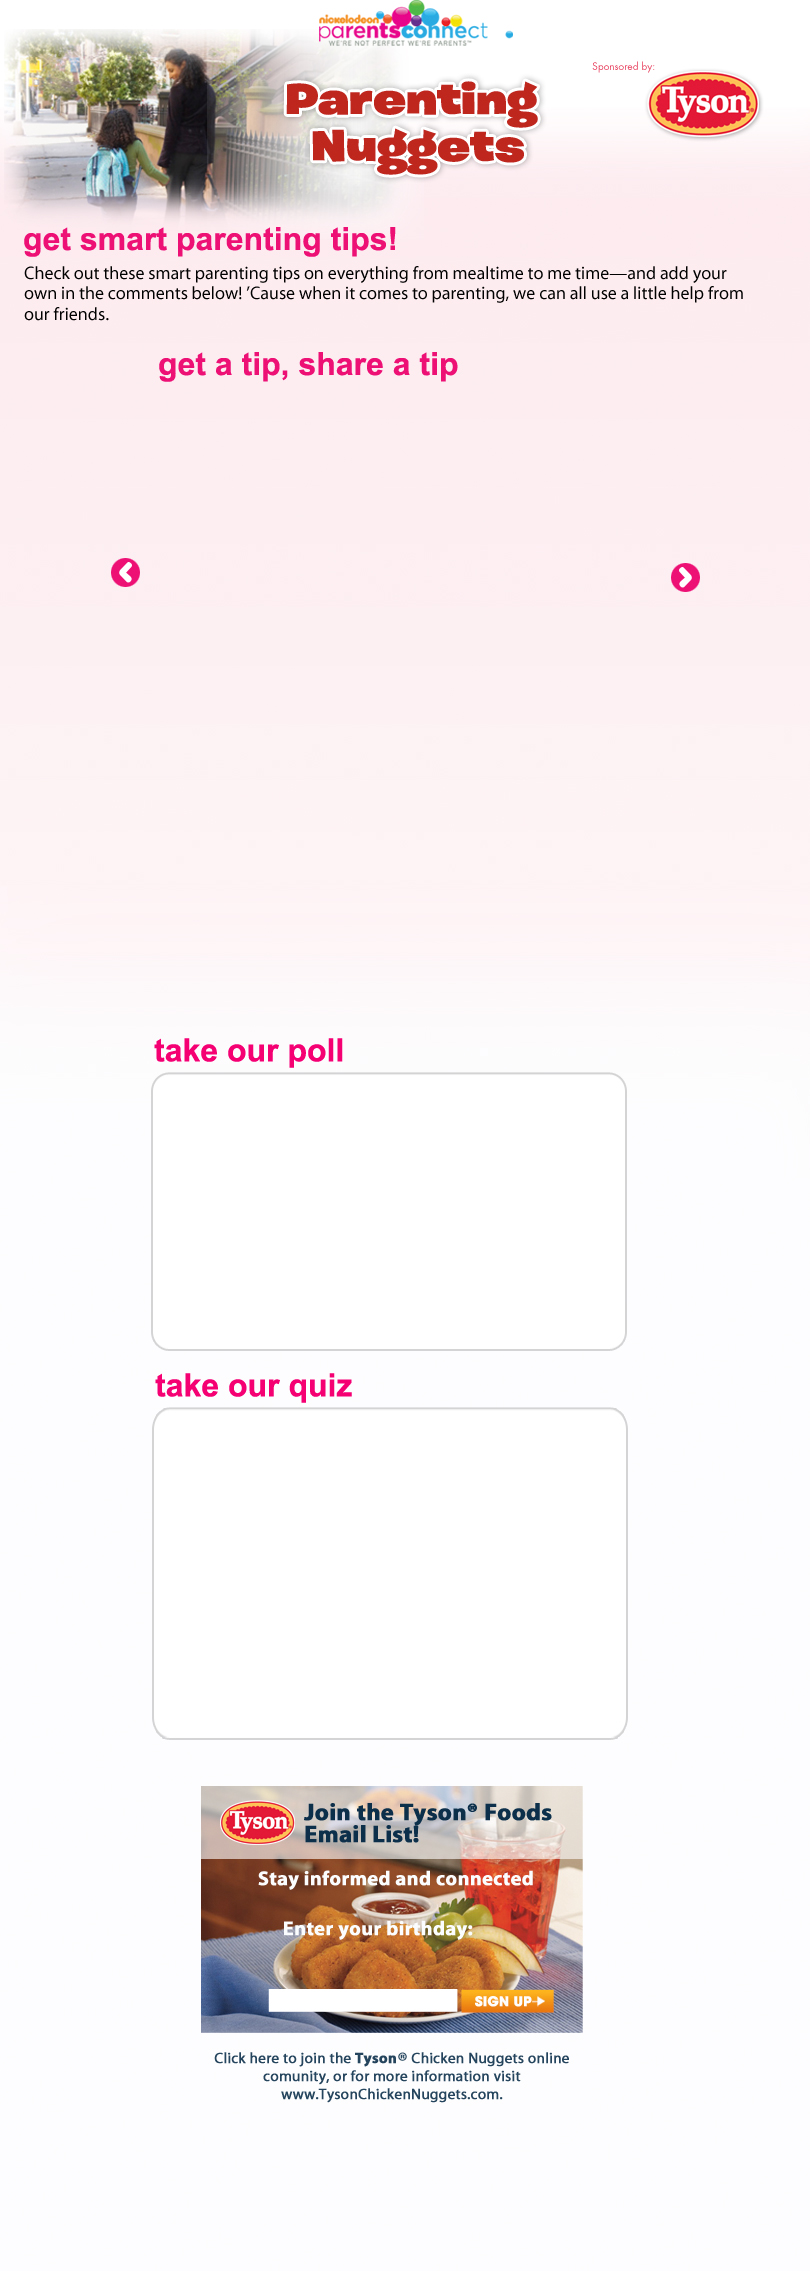 nickelodeon
parentsconnect
WE'RE NOT PERFECT WE'RE PARENTS™
Sponsored by:
Tyson
Parenting
Nuggets
get smart parenting tips!
Check out these smart parenting tips on everything from mealtime to me time—and add your
own in the comments below! ’Cause when it comes to parenting, we can all use a little help from
our friends.
get a tip, share a tip
take our poll
take our quiz
Tyson
Join the Tyson® Foods
Email List!
Stay informed and connected
Enter your birthday:
SIGN UP
Click here to join the Tyson® Chicken Nuggets online
comunity, or for more information visit
www.TysonChickenNuggets.com.